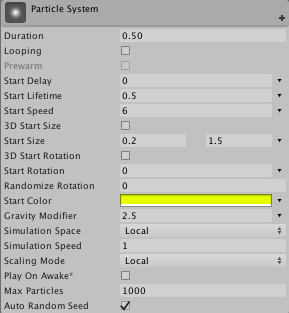 Particle System
Duration 0.50
Looping
Prewarm
Start Delay 0
Start Lifetime 0.5
Start Speed 6
3D Start Size
Start Size 0.2 1.5
3D Start Rotation
Start Rotation 0
Randomize Rotation 0
Start Color
Gravity Modifier 2.5
Simulation Space Local
Simulation Speed 1
Scaling Mode Local
Play On Awake*
Max Particles 1000
Auto Random Seed